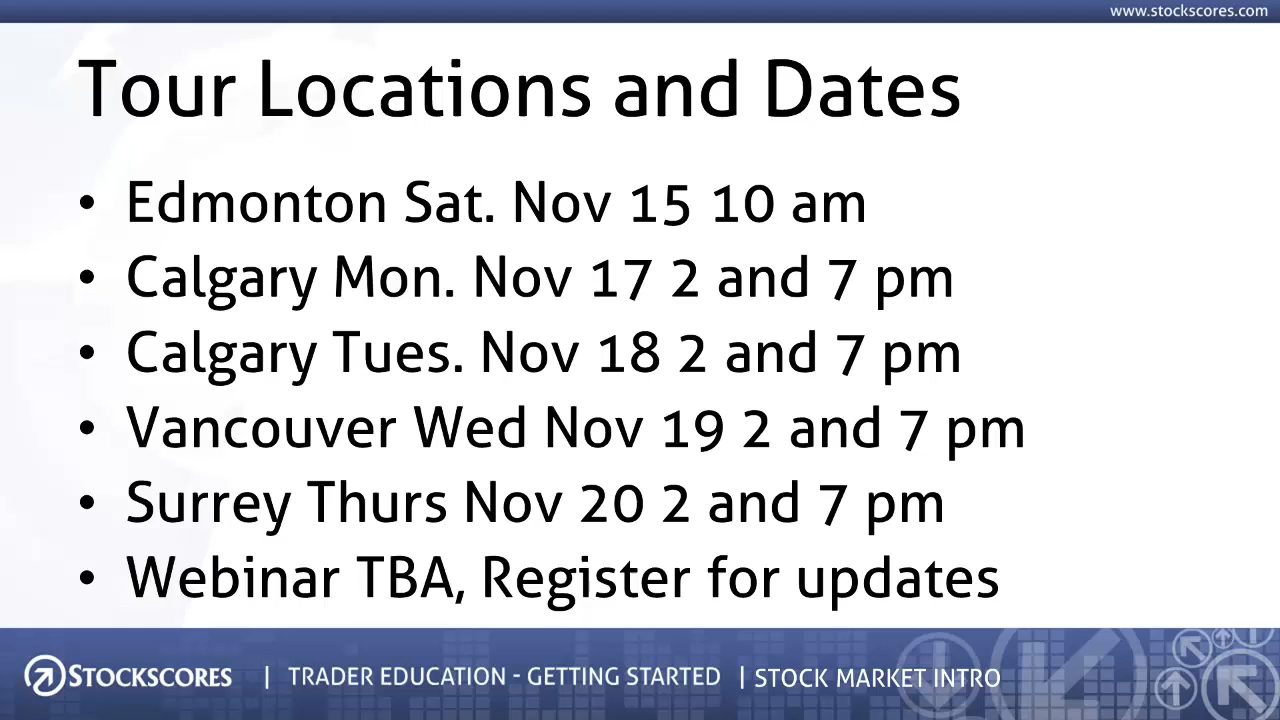 www.stockscores.com
Tour Locations and Dates
• Edmonton Sat. Nov 15 10 am
• Calgary Mon. Nov 17 2 and 7 pm
• Calgary Tues. Nov 18 2 and 7 pm
• Vancouver Wed Nov 19 2 and 7 pm
• Surrey Thurs Nov 20 2 and 7 pm
• Webinar TBA, Register for updates
STOCKSCORES | TRADER EDUCATION - GETTING STARTED | STOCK MARKET INTRO